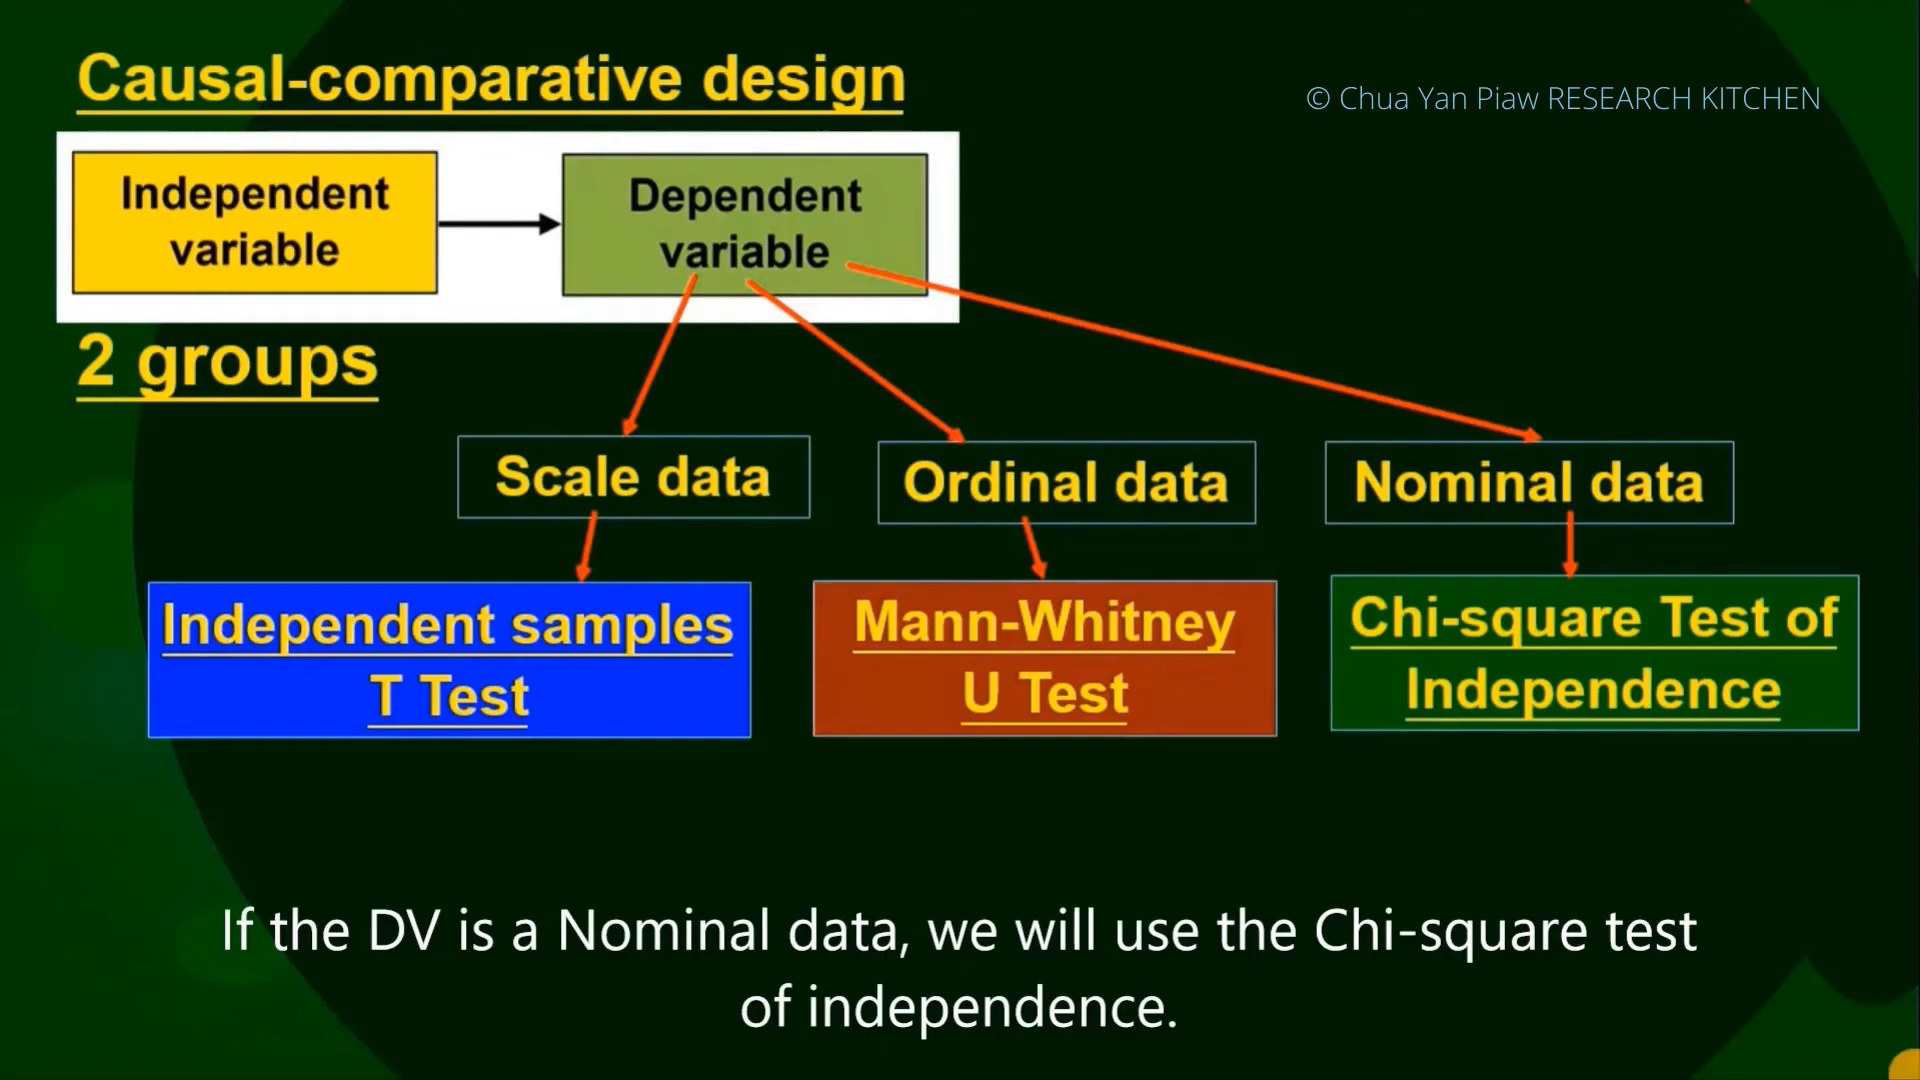 Causal-comparative design
© Chua Yan Piaw RESEARCH KITCHEN
Independent
variable
Dependent
variable
2 groups
Scale data
Ordinal data
Nominal data
Independent samples
T Test
Mann-Whitney
U Test
Chi-square Test of
Independence
If the DV is a Nominal data, we will use the Chi-square test
of independence.